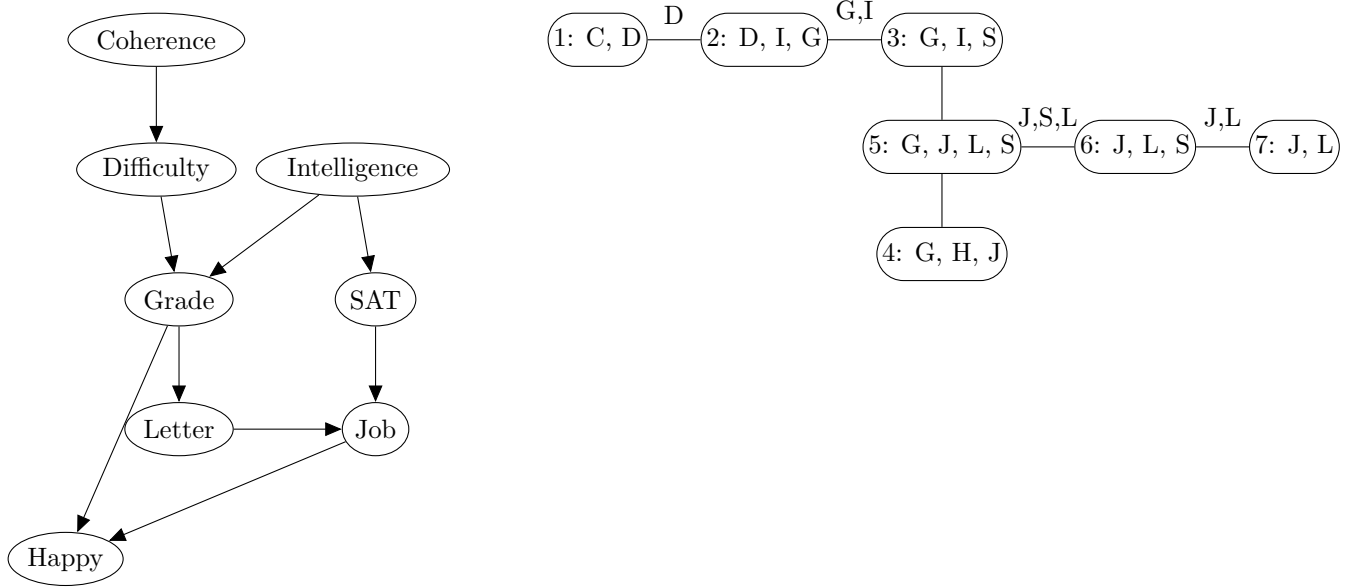 Coherence
Difficulty
Intelligence
Grade
SAT
Letter
Job
Happy
1: C, D
D
2: D, I, G
G,I
3: G, I, S
5: G, J, L, S
J,S,L
6: J, L, S
J,L
7: J, L
4: G, H, J